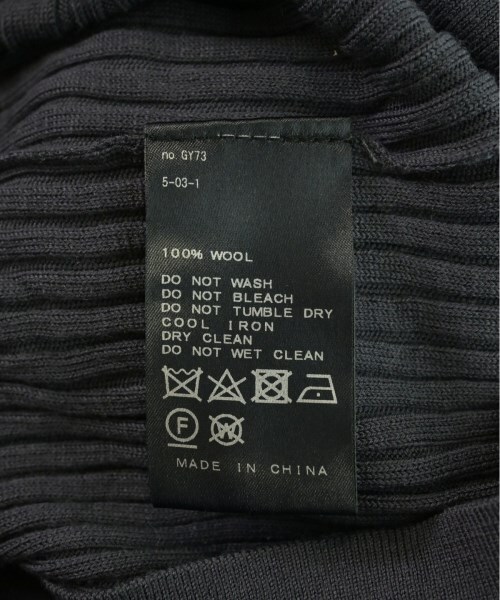 no. GY73
5-03-1
100% WOOL
DO NOT WASH
DO NOT BLEACH
DO NOT TUMBLE DRY
COOL IRON
DRY CLEAN
DO NOT WET CLEAN
F W
MADE IN CHINA